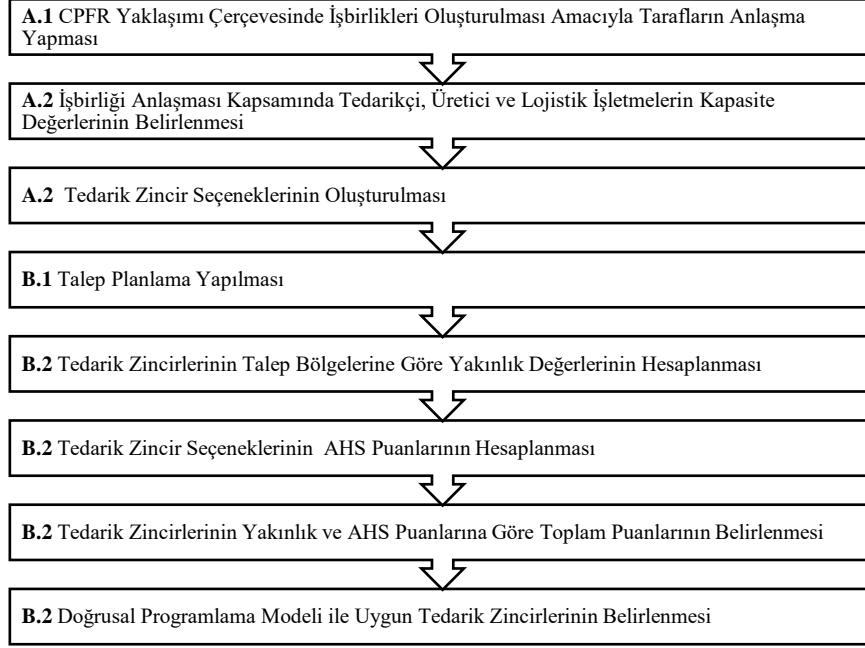 A.1 CPFR Yaklaşımı Çerçevesinde İşbirlikleri Oluşturulması Amacıyla Tarafların Anlaşma
Yapması
A.2 İşbirliği Anlaşması Kapsamında Tedarikçi, Üretici ve Lojistik İşletmelerin Kapasite
Değerlerinin Belirlenmesi
A.2 Tedarik Zincir Seçeneklerinin Oluşturulması
B.1 Talep Planlama Yapılması
B.2 Tedarik Zincirlerinin Talep Bölgelerine Göre Yakınlık Değerlerinin Hesaplanması
B.2 Tedarik Zincir Seçeneklerinin AHS Puanlarının Hesaplanması
B.2 Tedarik Zincirlerinin Yakınlık ve AHS Puanlarına Göre Toplam Puanlarının Belirlenmesi
B.2 Doğrusal Programlama Modeli ile Uygun Tedarik Zincirlerinin Belirlenmesi